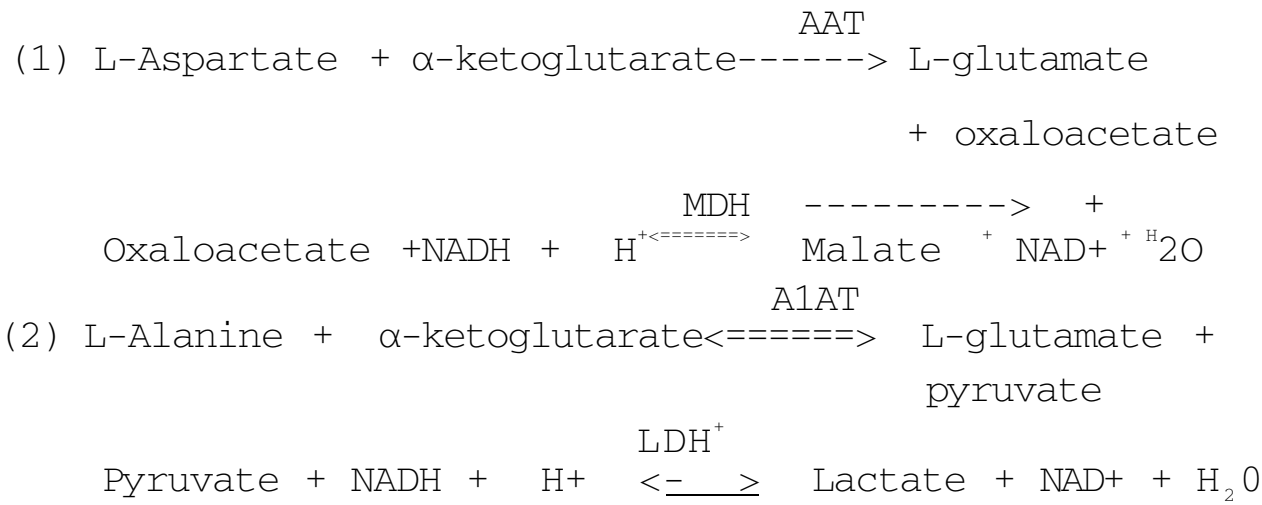 AAT
(1) L-Aspartate + α-ketoglutarate------> L-glutamate
+ oxaloacetate
MDH ---------> +
Oxaloacetate +NADH + H+<=======> Malate + NAD+ + H2O
A1AT
(2) L-Alanine + α-ketoglutarate<======> L-glutamate +
pyruvate
LDH+
Pyruvate + NADH + H+ <- > Lactate + NAD+ + H₂0